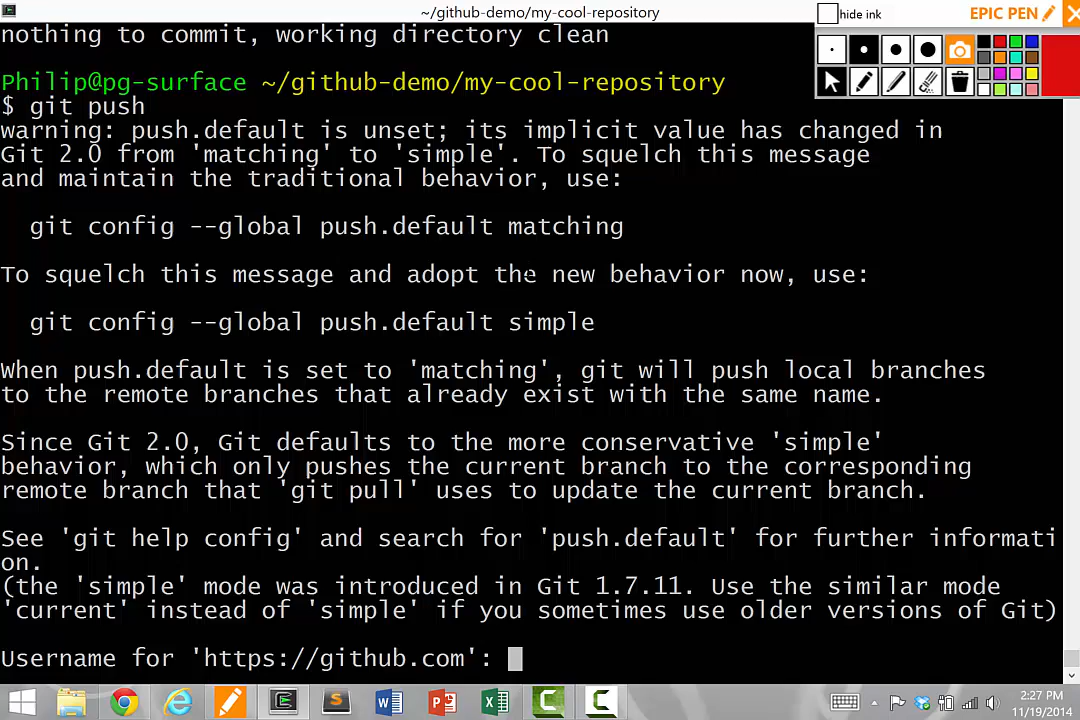 ~/github-demo/my-cool-repository
hide ink
EPIC PEN
nothing to commit, working directory clean
Philip@pg-surface ~/github-demo/my-cool-repository
$ git push
warning: push.default is unset; its implicit value has changed in
Git 2.0 from 'matching' to 'simple'. To squelch this message
and maintain the traditional behavior, use:
git config --global push.default matching
To squelch this message and adopt the new behavior now, use:
git config --global push.default simple
When push.default is set to 'matching', git will push local branches
to the remote branches that already exist with the same name.
Since Git 2.0, Git defaults to the more conservative 'simple'
behavior, which only pushes the current branch to the corresponding
remote branch that 'git pull' uses to update the current branch.
See 'git help config' and search for 'push.default' for further informati
on.
(the 'simple' mode was introduced in Git 1.7.11. Use the similar mode
'current' instead of 'simple' if you sometimes use older versions of Git)
Username for 'https://github.com':
2:27 PM
11/19/2014